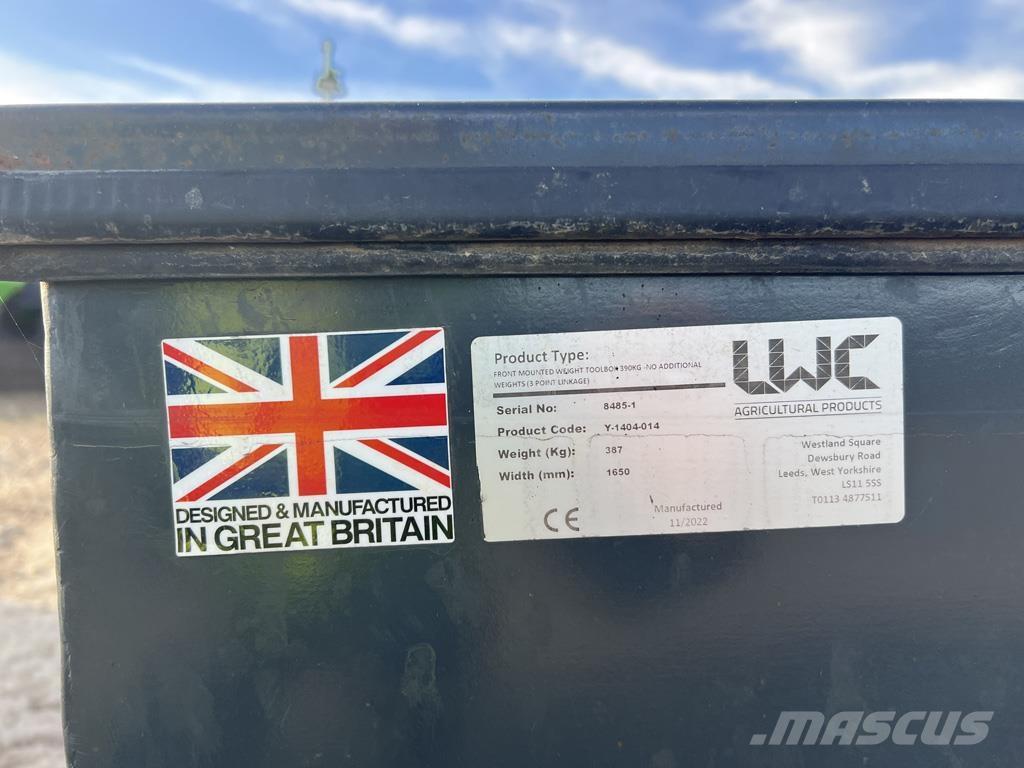 DESIGNED & MANUFACTURED
IN GREAT BRITAIN
Product Type:
FRONT MOUNTED WEIGHT TOOLBOX 390KG -NO ADDITIONAL
WEIGHTS (3 POINT LINKAGE)
Serial No: 8485-1
Product Code: Y-1404-014
Weight (Kg): 387
Width (mm): 1650
CE
Manufactured
11/2022
LWC
AGRICULTURAL PRODUCTS
Westland Square
Dewsbury Road
Leeds, West Yorkshire
LS11 5SS
T0113 4877511
MASCUS